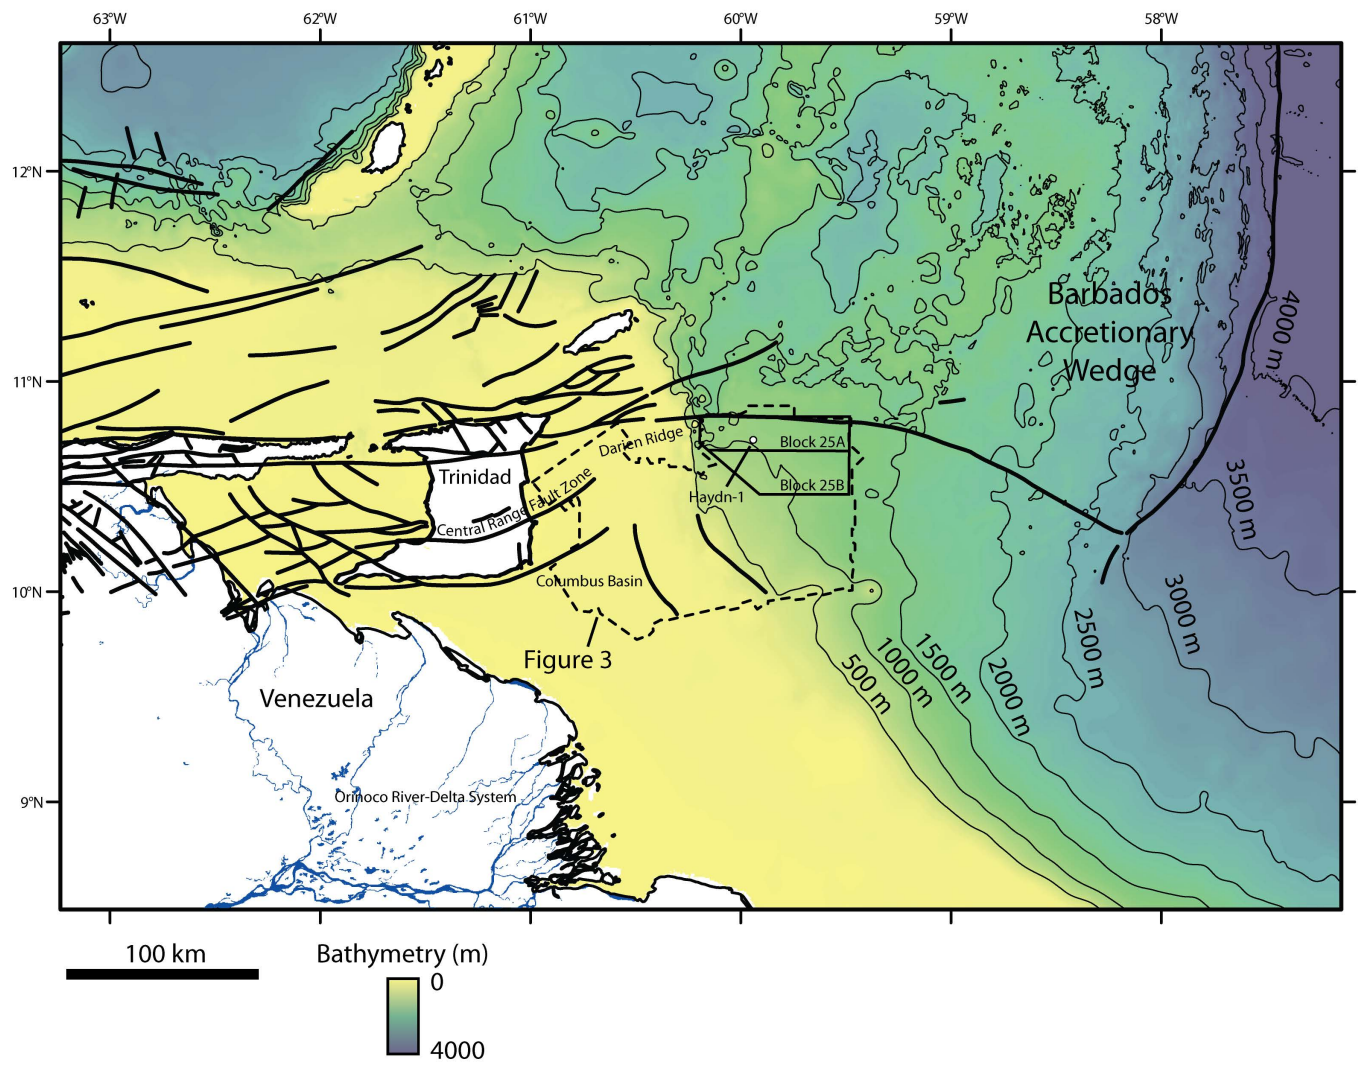 63°W 62°W 61°W 60°W 59°W 58°W
12°N
Barbados
Accretionary
Wedge
4000 m
11°N
Darien Ridge
Block 25A
Trinidad
Block 25B
Haydn-1
Central Range Fault Zone
3500 m
Columbus Basin
10°N
3000 m
2500 m
Figure 3
500 m
1000 m
1500 m
2000 m
Venezuela
Orinoco River-Delta System
9°N
100 km
Bathymetry (m)
0
4000